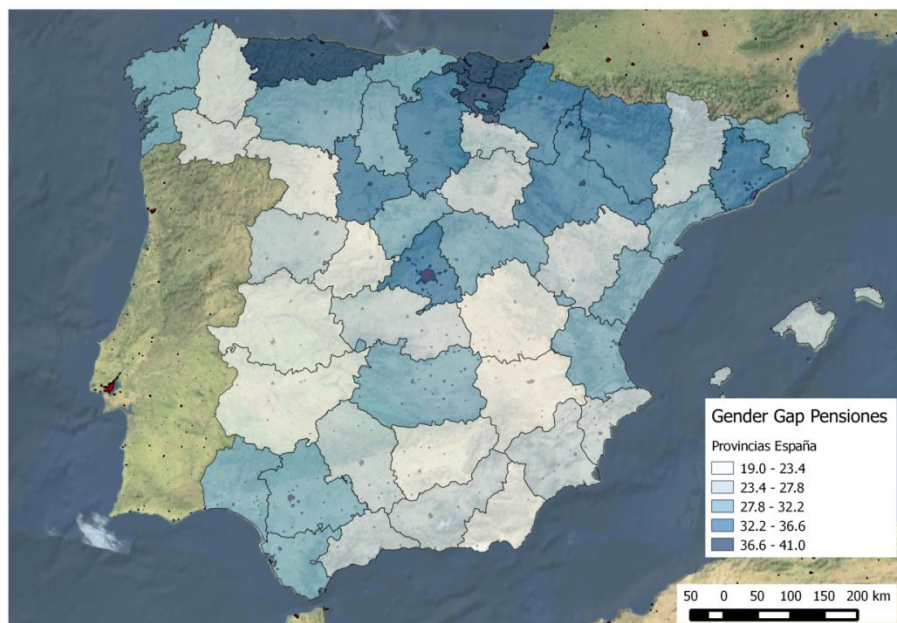 Gender Gap Pensiones
Provincias España
19.0 - 23.4
23.4 - 27.8
27.8 - 32.2
32.2 - 36.6
36.6 - 41.0
50 0 50 100 150 200 km